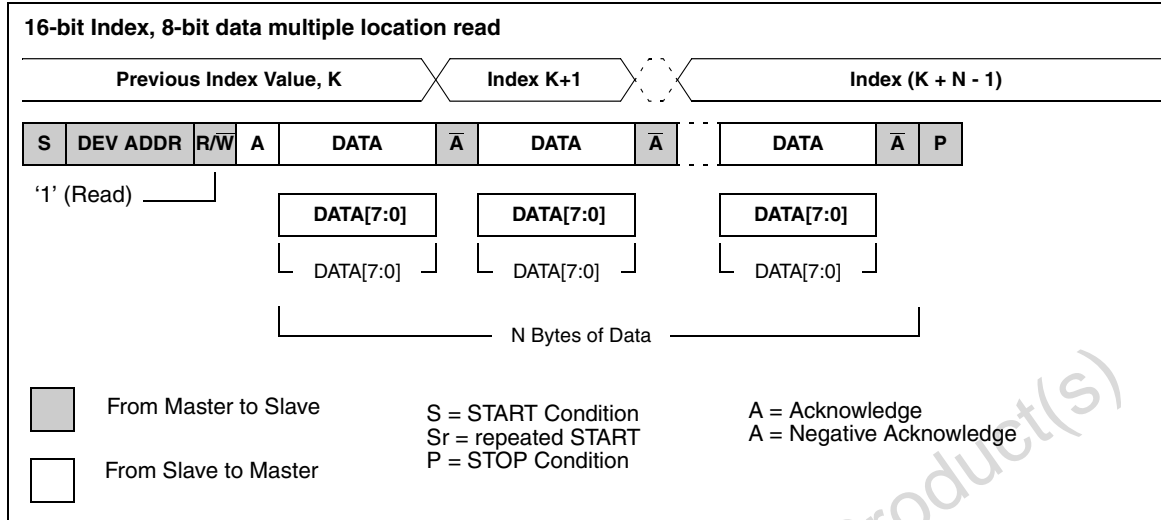 16-bit Index, 8-bit data multiple location read
Previous Index Value, K Index K+1 Index (K + N - 1)
S DEV ADDR R/W̅ A DATA A̅ DATA A̅ DATA A̅ P
‘1’ (Read)
DATA[7:0] DATA[7:0] DATA[7:0]
DATA[7:0] DATA[7:0] DATA[7:0]
N Bytes of Data
From Master to Slave
From Slave to Master
S = START Condition
Sr = repeated START
P = STOP Condition
A = Acknowledge
A̅ = Negative Acknowledge
roduct(s)